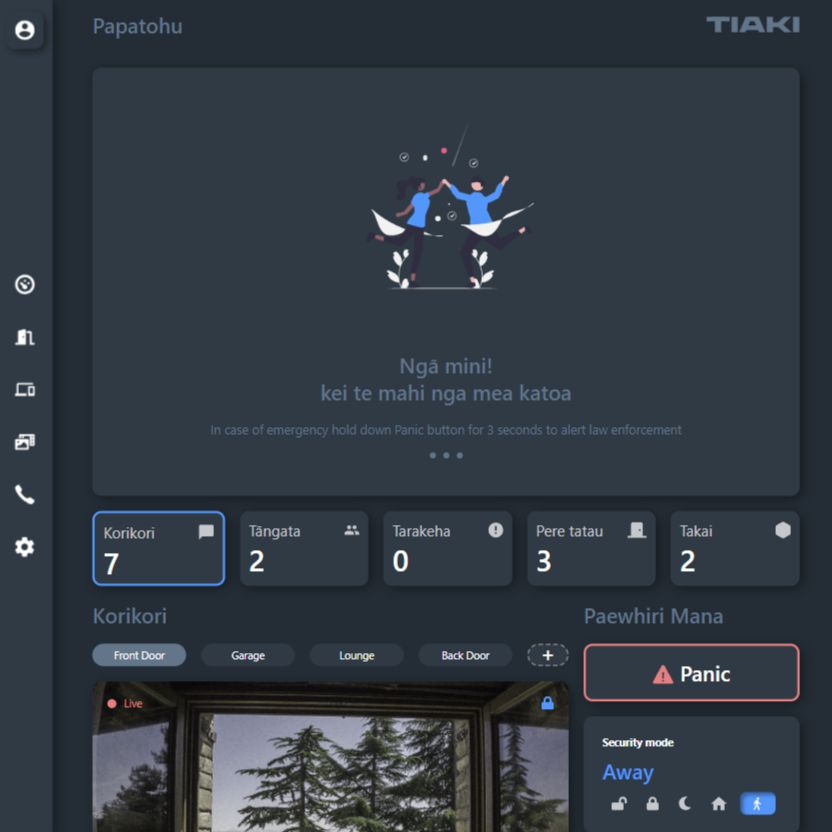 Papatohu
TIAKI
Ngā mini!
kei te mahi nga mea katoa
In case of emergency hold down Panic button for 3 seconds to alert law enforcement
Korikori
7
Tāngata
2
Tarakeha
0
Pere tatau
3
Takai
2
Korikori
Front Door
Garage
Lounge
Back Door
+
Live
Paewhiri Mana
Panic
Security mode
Away